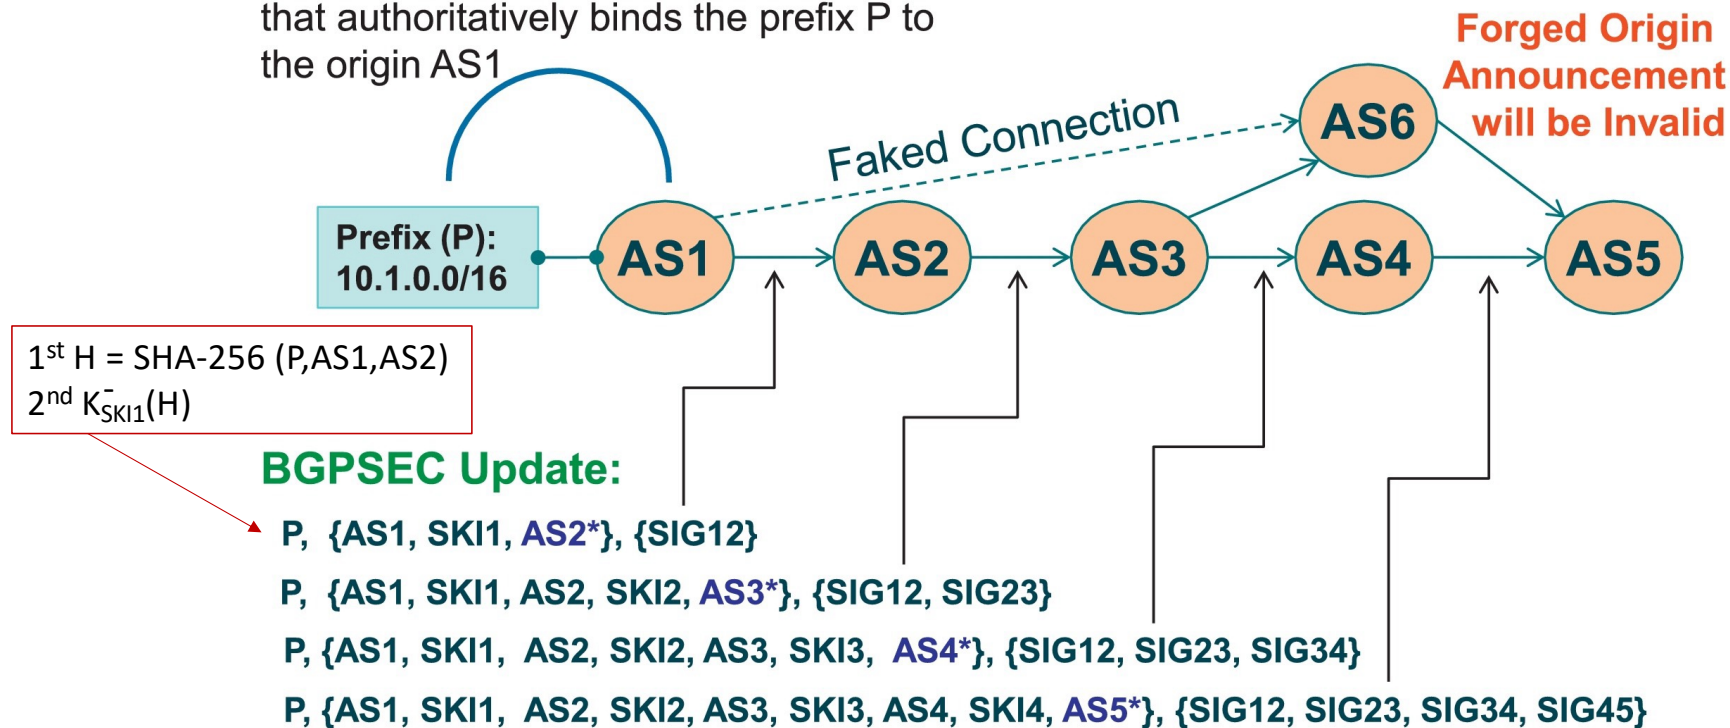 that authoritatively binds the prefix P to
the origin AS1
Forged Origin
Announcement
will be Invalid
Faked Connection
AS6
Prefix (P):
10.1.0.0/16
AS1
AS2
AS3
AS4
AS5
1st H = SHA-256 (P,AS1,AS2)
2nd K-SKI1(H)
BGPSEC Update:
P, {AS1, SKI1, AS2*}, {SIG12}
P, {AS1, SKI1, AS2, SKI2, AS3*}, {SIG12, SIG23}
P, {AS1, SKI1, AS2, SKI2, AS3, SKI3, AS4*}, {SIG12, SIG23, SIG34}
P, {AS1, SKI1, AS2, SKI2, AS3, SKI3, AS4, SKI4, AS5*}, {SIG12, SIG23, SIG34, SIG45}